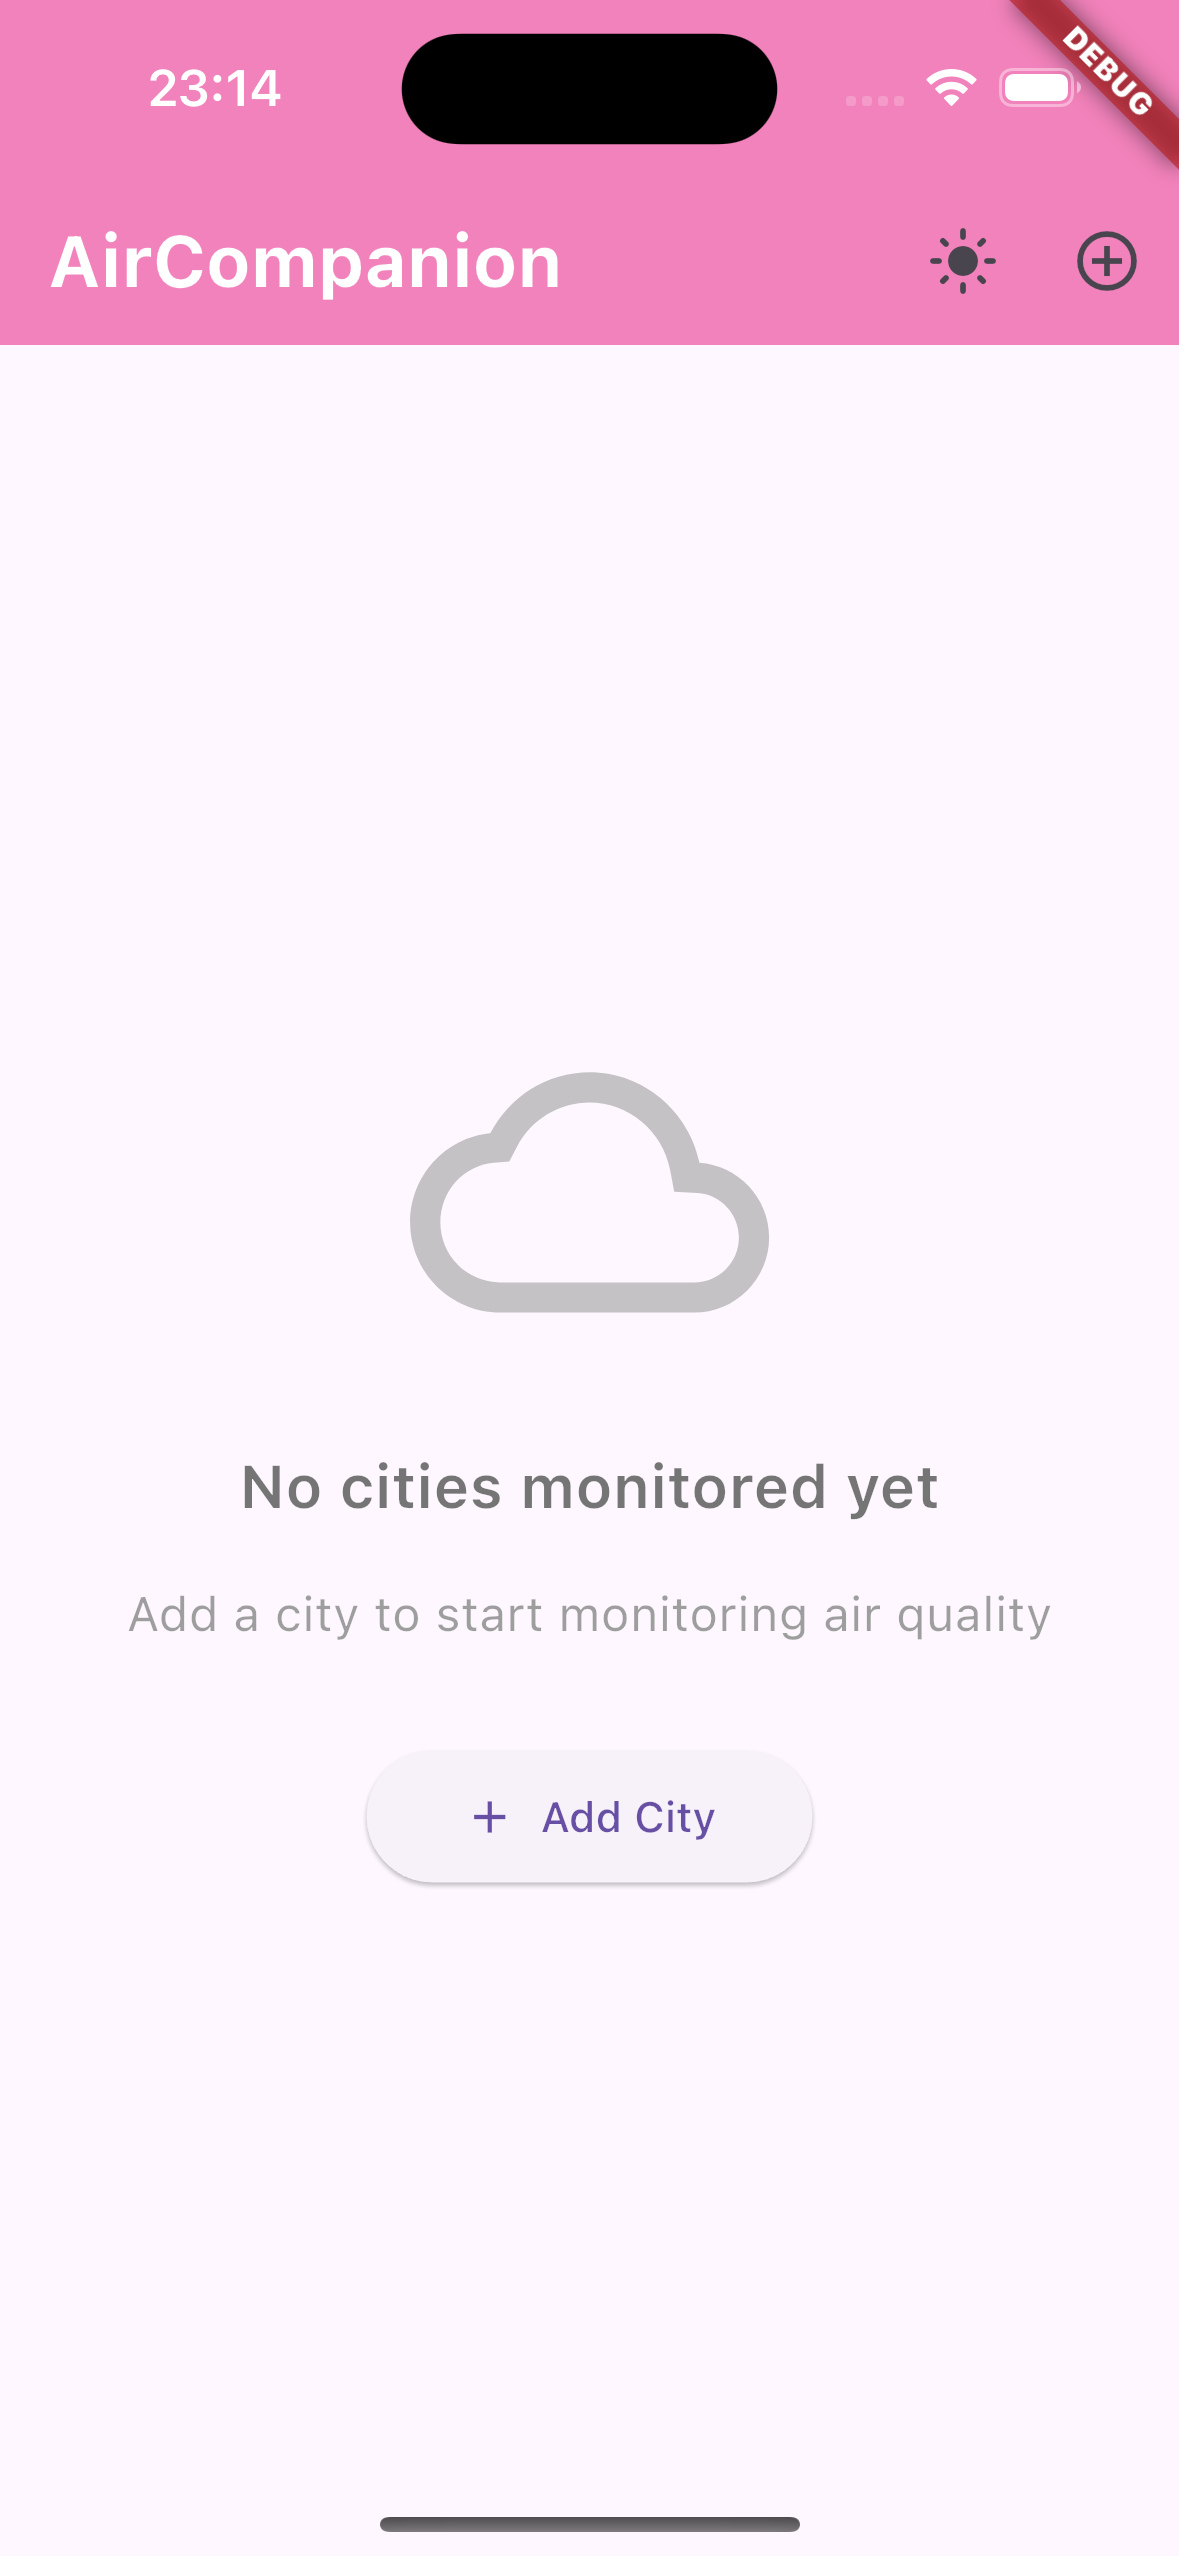 23:14
DEBUG
AirCompanion
No cities monitored yet
Add a city to start monitoring air quality
Add City